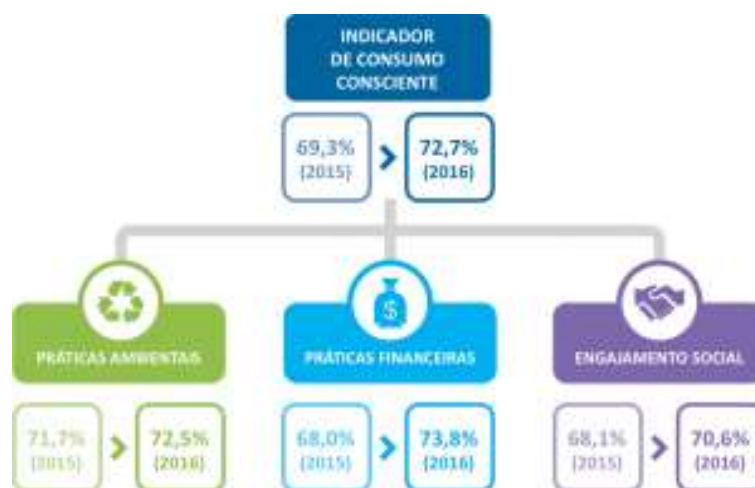 INDICADOR
DE CONSUMO
CONSCIENTE
69,3%
(2015)
72,7%
(2016)
PRÁTICAS AMBIENTAIS
PRÁTICAS FINANCEIRAS
ENGAJAMENTO SOCIAL
71,7%
(2015)
72,5%
(2016)
68,0%
(2015)
73,8%
(2016)
68,1%
(2015)
70,6%
(2016)